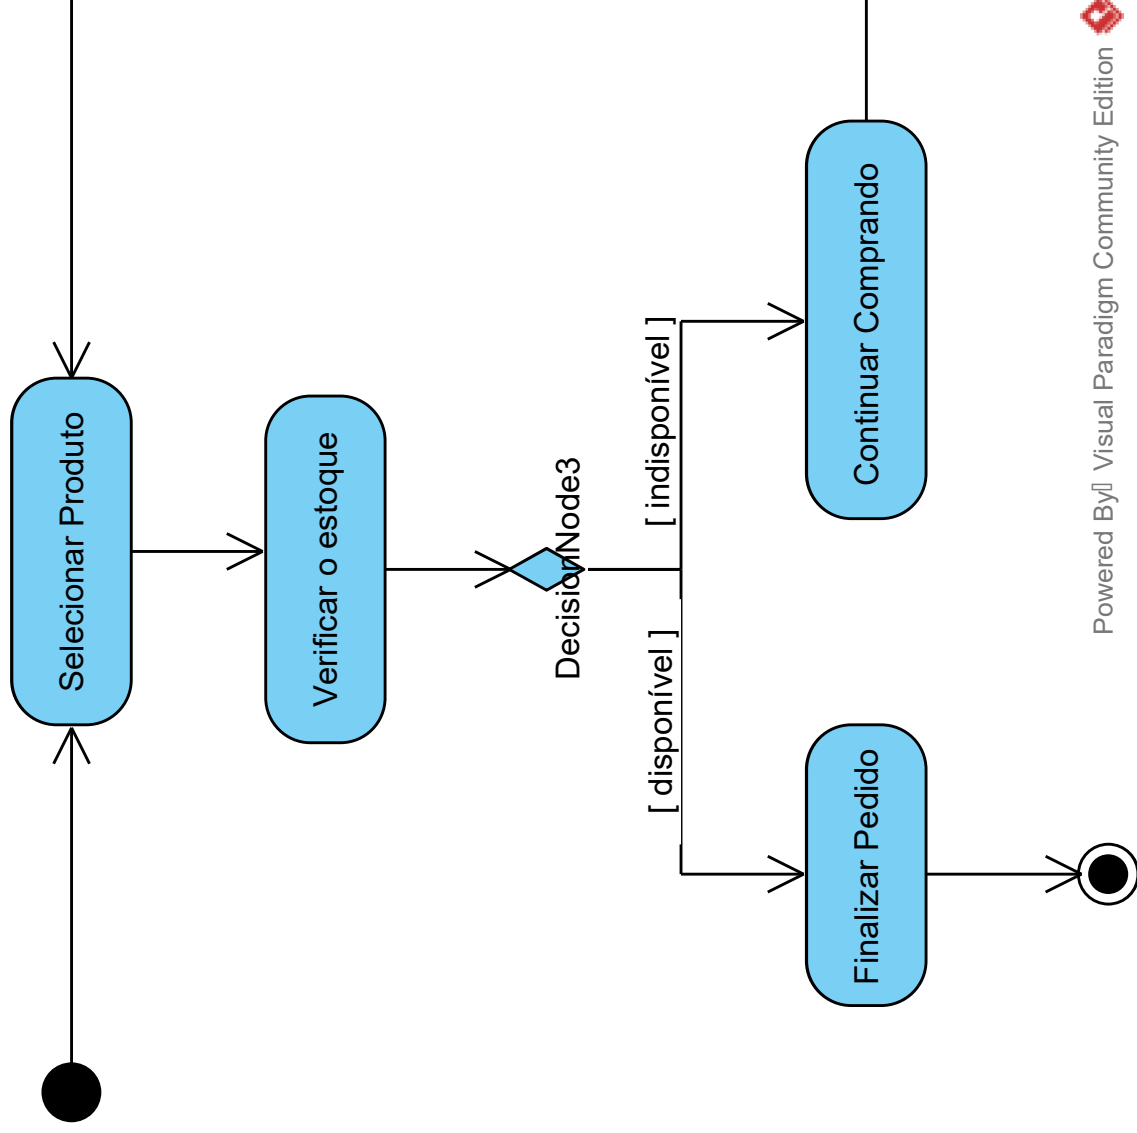 Selecionar Produto
Verificar o estoque
DecisionNode3
[ indisponível ]
[ disponível ]
Continuar Comprando
Finalizar Pedido
Powered By Visual Paradigm Community Edition